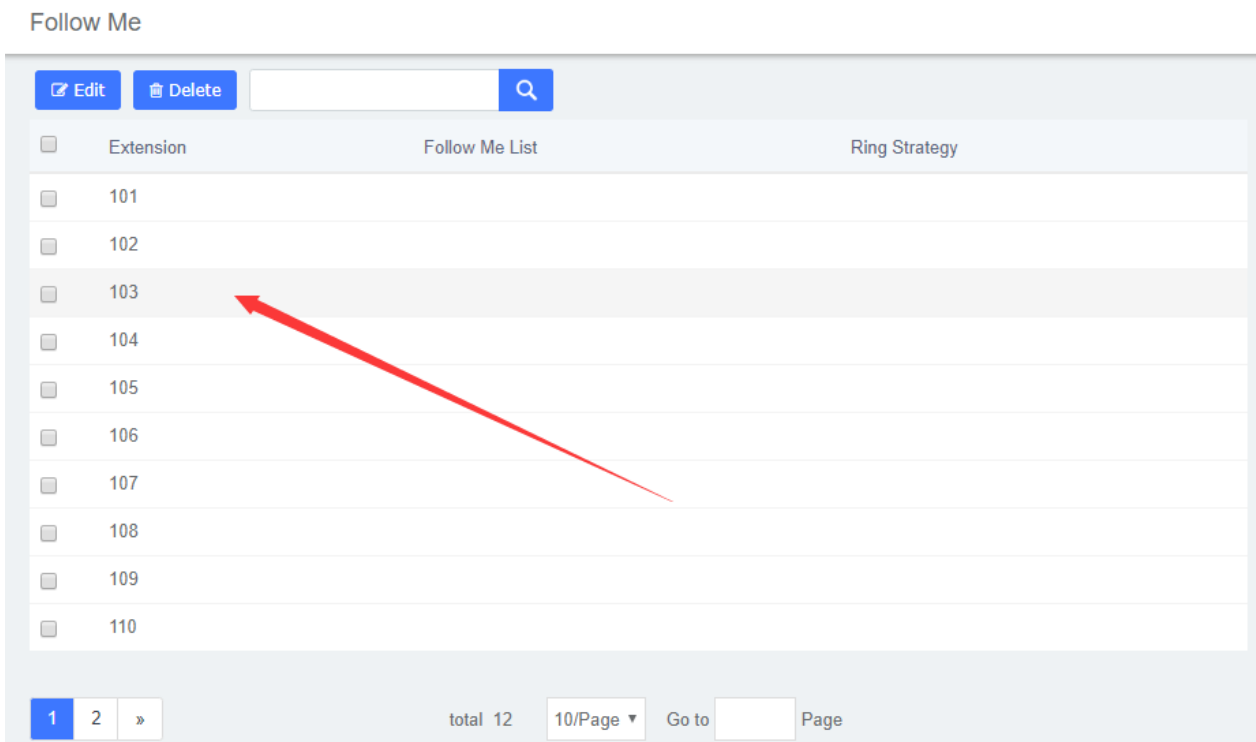 Follow Me
Edit Delete
Extension Follow Me List Ring Strategy
101
102
103
104
105
106
107
108
109
110
1 2 » total 12 10/Page Go to Page